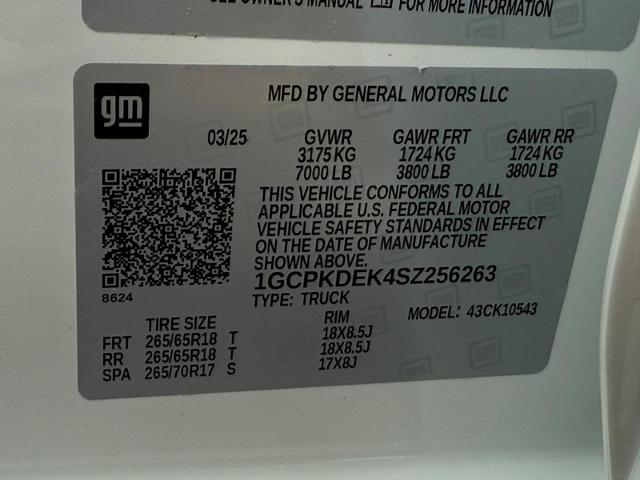 SEE OWNER'S MANUAL FOR MORE INFORMATION
gm
MFD BY GENERAL MOTORS LLC
03/25 GVWR GAWR FRT GAWR RR
3175 KG 1724 KG 1724 KG
7000 LB 3800 LB 3800 LB
THIS VEHICLE CONFORMS TO ALL
APPLICABLE U.S. FEDERAL MOTOR
VEHICLE SAFETY STANDARDS IN EFFECT
ON THE DATE OF MANUFACTURE
SHOWN ABOVE.
8624
1GCPKDEK4SZ256263
TYPE: TRUCK MODEL: 43CK10543
TIRE SIZE RIM
FRT 265/65R18 T 18X8.5J
RR 265/65R18 T 18X8.5J
SPA 265/70R17 S 17X8J